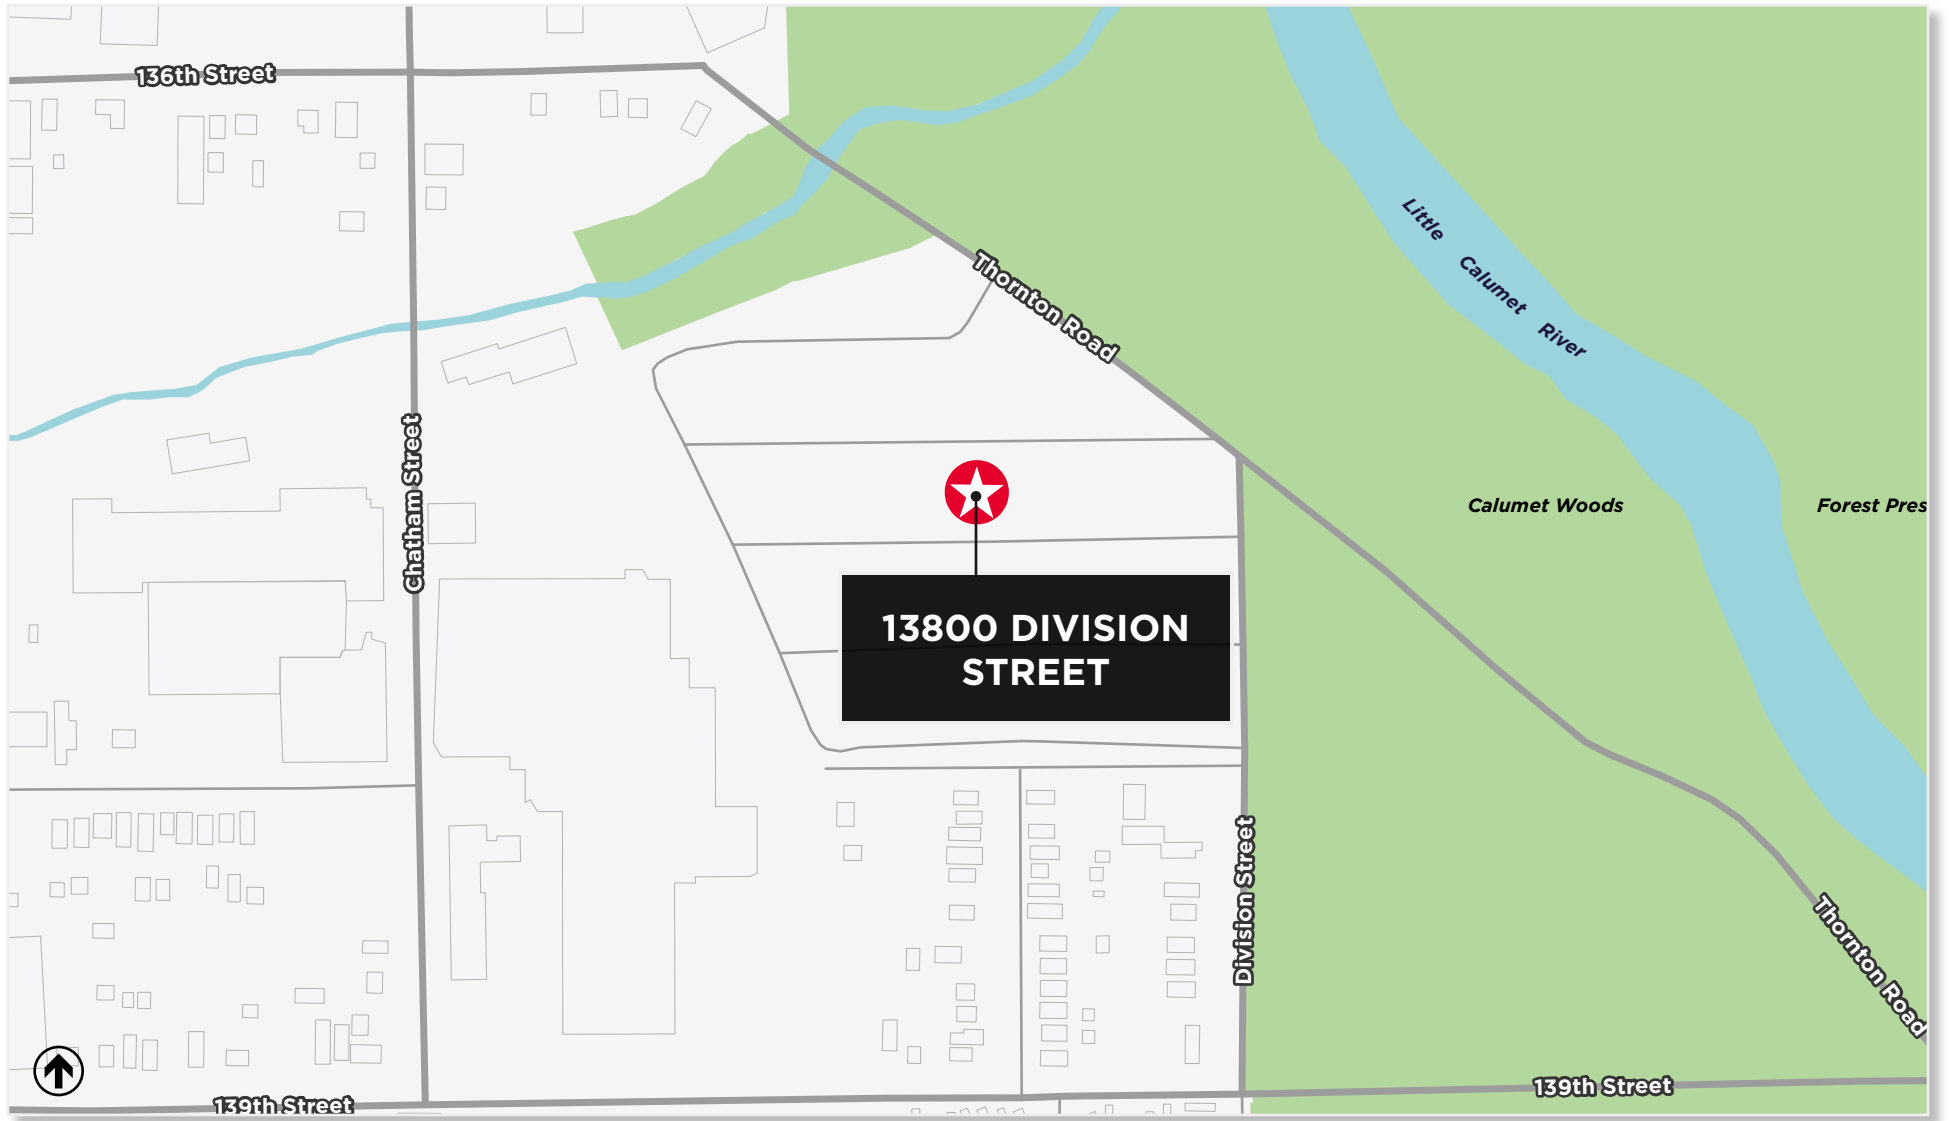 136th Street
Little Calumet River
Thornton Road
Chatham Street
Calumet Woods
Forest Pres
13800 DIVISION
STREET
Division Street
Thornton Road
139th Street
139th Street